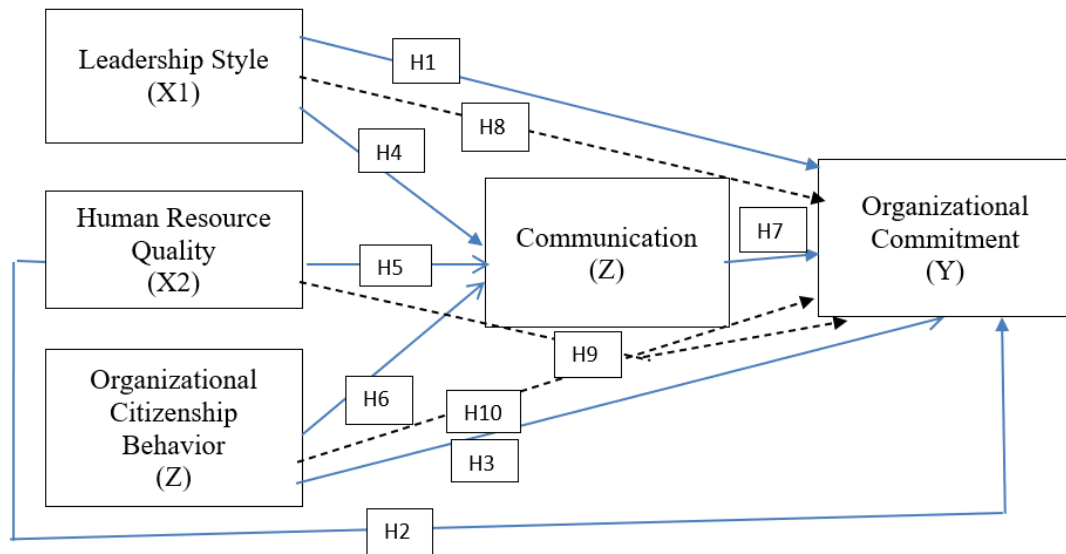 Leadership Style
(X1)
H1
H8
H4
Human Resource
Quality
(X2)
H5
Communication
(Z)
H7
Organizational
Commitment
(Y)
H9
Organizational
Citizenship
Behavior
(Z)
H6
H10
H3
H2